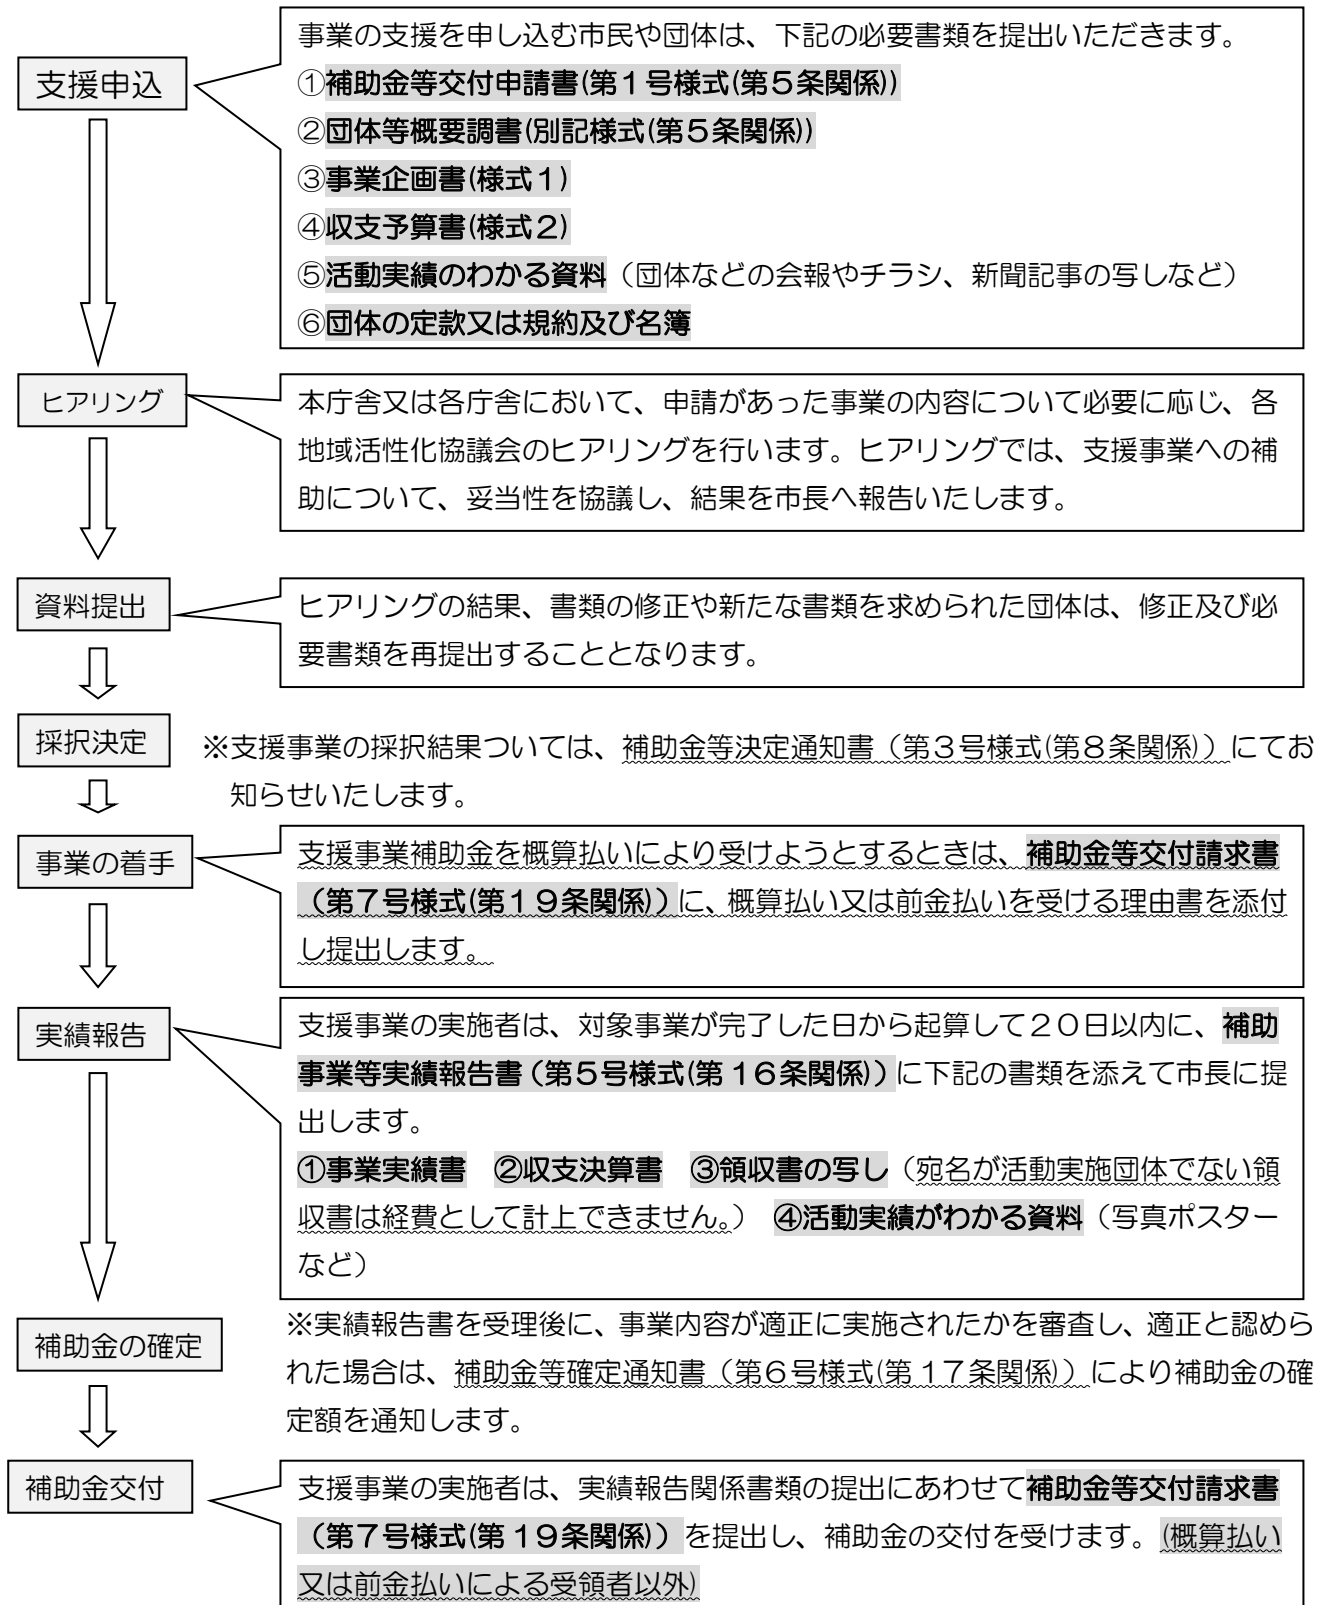 支援申込
事業の支援を申し込む市民や団体は、下記の必要書類を提出いただきます。
①補助金等交付申請書(第１号様式(第５条関係))
②団体等概要調書(別記様式(第５条関係))
③事業企画書(様式１)
④収支予算書(様式２)
⑤活動実績のわかる資料（団体などの会報やチラシ、新聞記事の写しなど）
⑥団体の定款又は規約及び名簿
ヒアリング
本庁舎又は各庁舎において、申請があった事業の内容について必要に応じ、各
地域活性化協議会のヒアリングを行います。ヒアリングでは、支援事業への補
助について、妥当性を協議し、結果を市長へ報告いたします。
資料提出
ヒアリングの結果、書類の修正や新たな書類を求められた団体は、修正及び必
要書類を再提出することとなります。
採択決定
※支援事業の採択結果ついては、補助金等決定通知書（第３号様式(第８条関係)）にてお
知らせいたします。
事業の着手
支援事業補助金を概算払いにより受けようとするときは、補助金等交付請求書
（第７号様式(第１９条関係)）に、概算払い又は前金払いを受ける理由書を添付
し提出します。
実績報告
支援事業の実施者は、対象事業が完了した日から起算して２０日以内に、補助
事業等実績報告書（第５号様式(第 16条関係)）に下記の書類を添えて市長に提
出します。
①事業実績書　②収支決算書　③領収書の写し（宛名が活動実施団体でない領
収書は経費として計上できません。）　④活動実績がわかる資料（写真ポスター
など）
補助金の確定
※実績報告書を受理後に、事業内容が適正に実施されたかを審査し、適正と認めら
れた場合は、補助金等確定通知書（第６号様式(第 17条関係)）により補助金の確
定額を通知します。
補助金交付
支援事業の実施者は、実績報告関係書類の提出にあわせて補助金等交付請求書
（第７号様式(第 19条関係)）を提出し、補助金の交付を受けます。(概算払い
又は前金払いによる受領者以外)